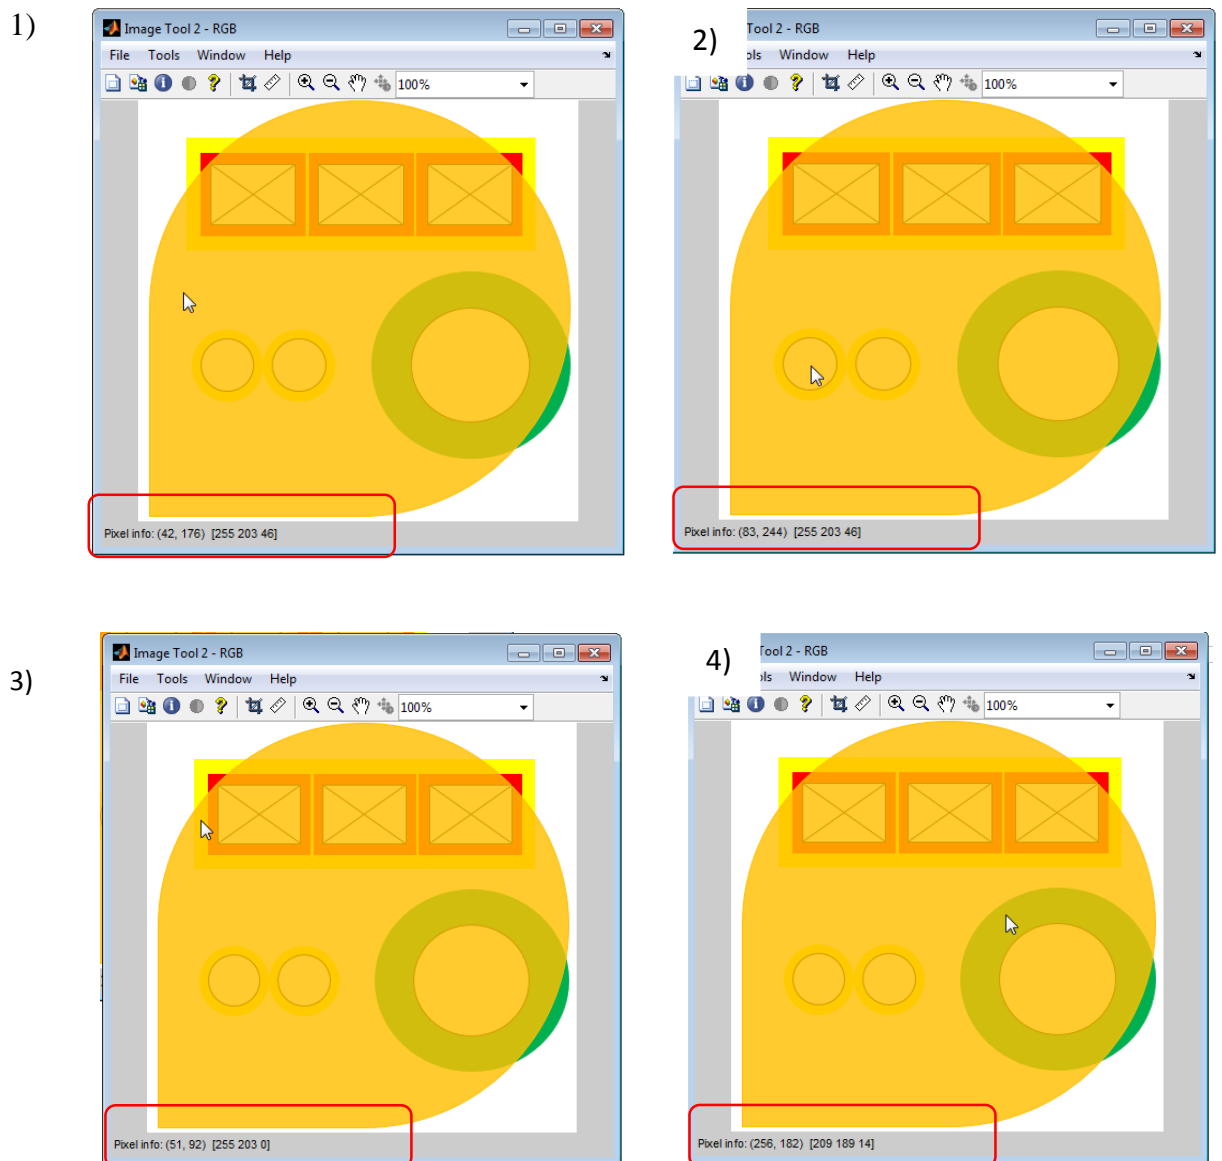 1)
Image Tool 2 - RGB
File Tools Window Help
100%
Pixel info: (42, 176) [255 203 46]
2)
Tool 2 - RGB
ols Window Help
100%
Pixel info: (83, 244) [255 203 46]
3)
Image Tool 2 - RGB
File Tools Window Help
100%
Pixel info: (51, 92) [255 203 0]
4)
Tool 2 - RGB
ols Window Help
100%
Pixel info: (256, 182) [209 189 14]